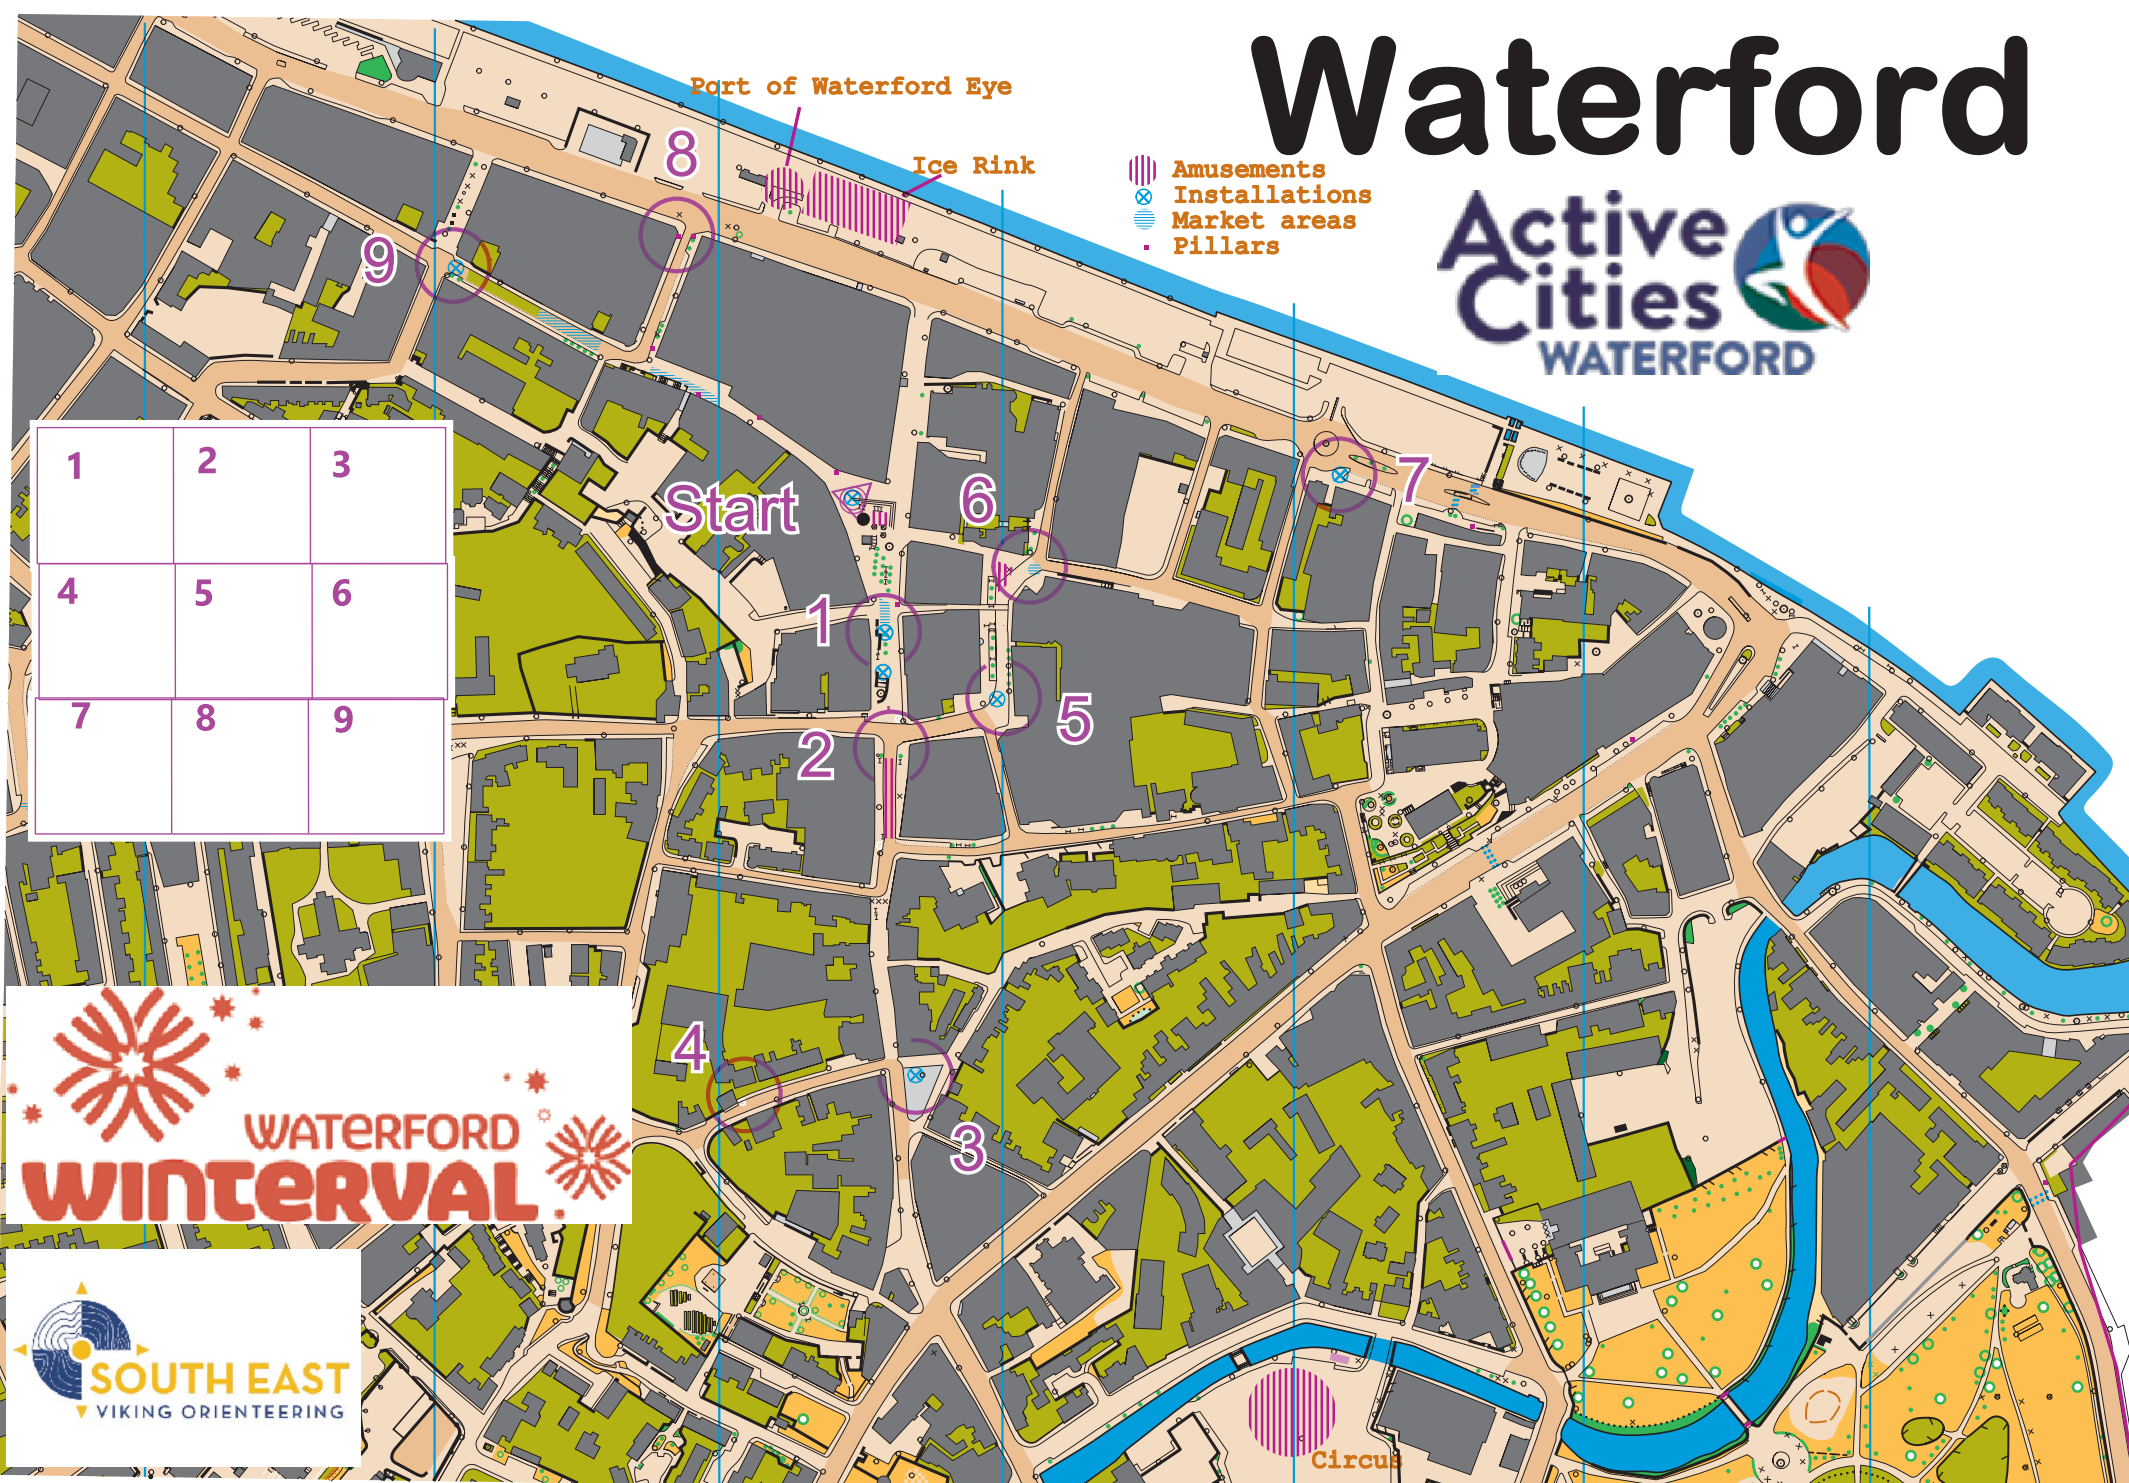 Waterford
Port of Waterford Eye
Ice Rink
Amusements
Installations
Market areas
Pillars
Active
Cities
WATERFORD
8
9
7
Start
6
1
5
2
4
3
1 2 3
4 5 6
7 8 9
WATERFORD
WINTERVAL
SOUTH EAST
VIKING ORIENTEERING
Circus